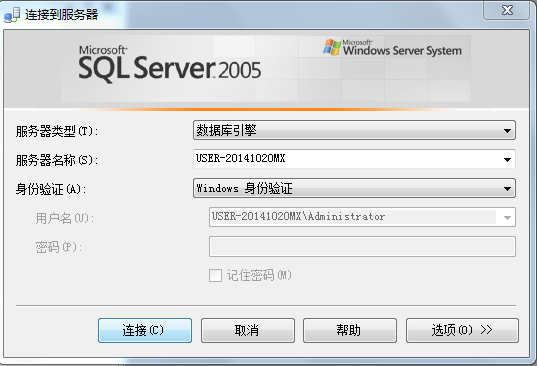 连接到服务器
Microsoft
SQL Server 2005
Microsoft
Windows Server System
服务器类型(T):
数据库引擎
服务器名称(S):
USER-20141020MX
身份验证(A):
Windows 身份验证
用户名(U):
USER-20141020MX\Administrator
密码(P):
记住密码(M)
连接(C)
取消
帮助
选项(O) >>